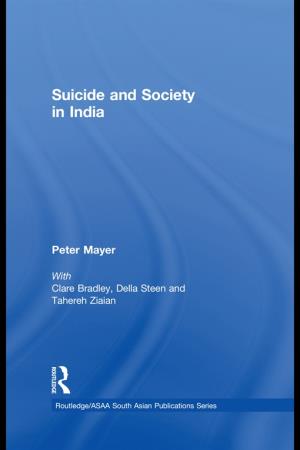 Suicide and Society
in India
Peter Mayer
With
Clare Bradley, Della Steen and
Tahereh Ziaian
ROUTLEDGE
Routledge/ASAA South Asian Publications Series